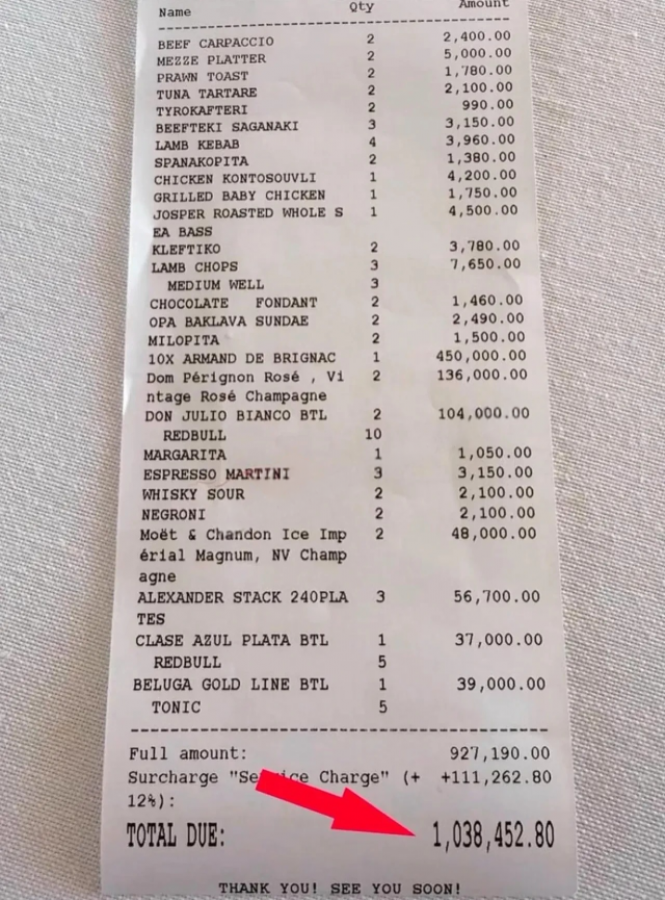 Name Qty Amount
BEEF CARPACCIO 2 2,400.00
MEZZE PLATTER 2 5,000.00
PRAWN TOAST 2 1,780.00
TUNA TARTARE 2 2,100.00
TYROKAFTERI 2 990.00
BEEFTEKI SAGANAKI 3 3,150.00
LAMB KEBAB 4 3,960.00
SPANAKOPITA 2 1,380.00
CHICKEN KONTOSOUVLI 1 4,200.00
GRILLED BABY CHICKEN 1 1,750.00
JOSPER ROASTED WHOLE S 1 4,500.00
EA BASS
KLEFTIKO 2 3,780.00
LAMB CHOPS 3 7,650.00
MEDIUM WELL 3
CHOCOLATE FONDANT 2 1,460.00
OPA BAKLAVA SUNDAE 2 2,490.00
MILOPITA 2 1,500.00
10X ARMAND DE BRIGNAC 1 450,000.00
Dom Pérignon Rosé , Vi 2 136,000.00
ntage Rosé Champagne
DON JULIO BIANCO BTL 2 104,000.00
REDBULL 10
MARGARITA 1 1,050.00
ESPRESSO MARTINI 3 3,150.00
WHISKY SOUR 2 2,100.00
NEGRONI 2 2,100.00
Moët & Chandon Ice Imp 2 48,000.00
érial Magnum, NV Champ
agne
ALEXANDER STACK 240PLA 3 56,700.00
TES
CLASE AZUL PLATA BTL 1 37,000.00
REDBULL 5
BELUGA GOLD LINE BTL 1 39,000.00
TONIC 5
Full amount: 927,190.00
Surcharge "Service Charge" (+ +111,262.80
12%):
TOTAL DUE: 1,038,452.80
THANK YOU! SEE YOU SOON!